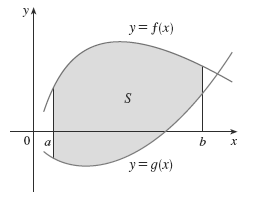 y
y=f(x)
S
0 a b x
y=g(x)